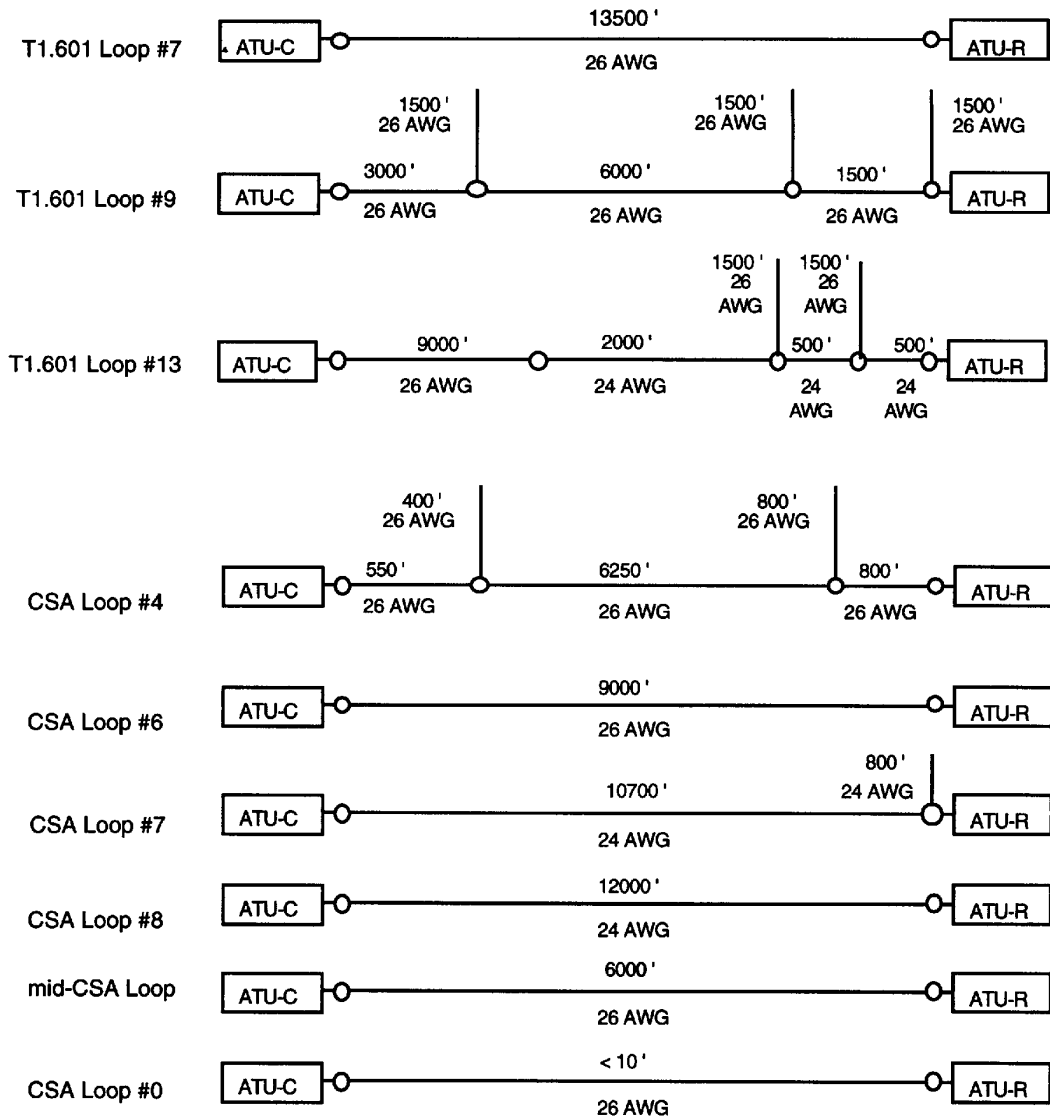 13500 '
T1.601 Loop #7
ATU-C
ATU-R
26 AWG
1500 '
26 AWG
1500 '
26 AWG
1500 '
26 AWG
3000'
6000'
1500'
T1.601 Loop #9
ATU-C
ATU-R
26 AWG
26 AWG
26 AWG
1500 '
26
AWG
1500 '
26
AWG
9000'
2000'
500'
500'
T1.601 Loop #13
ATU-C
ATU-R
26 AWG
24 AWG
24
AWG
24
AWG
400 '
26 AWG
800 '
26 AWG
550 '
6250'
800 '
CSA Loop #4
ATU-C
ATU-R
26 AWG
26 AWG
26 AWG
9000 '
CSA Loop #6
ATU-C
ATU-R
26 AWG
800'
24 AWG
10700'
CSA Loop #7
ATU-C
ATU-R
24 AWG
12000'
CSA Loop #8
ATU-C
ATU-R
24 AWG
6000 '
mid-CSA Loop
ATU-C
ATU-R
26 AWG
< 10 '
CSA Loop #0
ATU-C
ATU-R
26 AWG